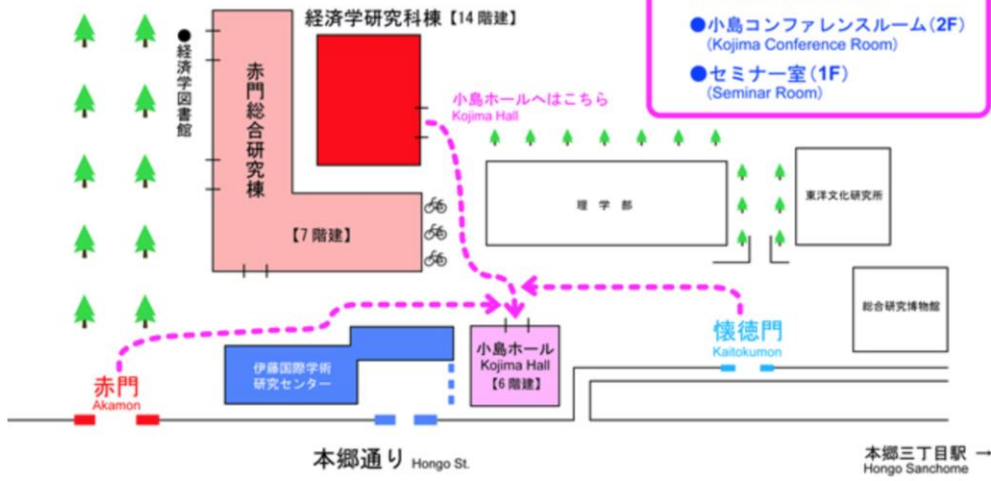 経済学研究科棟【14 階建】
●小島コンファレンスルーム(2F)
(Kojima Conference Room)
●セミナー室(1F)
(Seminar Room)
●経済学図書館
赤門総合研究棟
【7 階建】
小島ホールへはこちら
Kojima Hall
理 学 部
東洋文化研究所
総合研究博物館
懐徳門
Kaitokumon
小島ホール
Kojima Hall
【6 階建】
伊藤国際学術
研究センター
赤門
Akamon
本郷通り Hongo St.
本郷三丁目駅 →
Hongo Sanchome